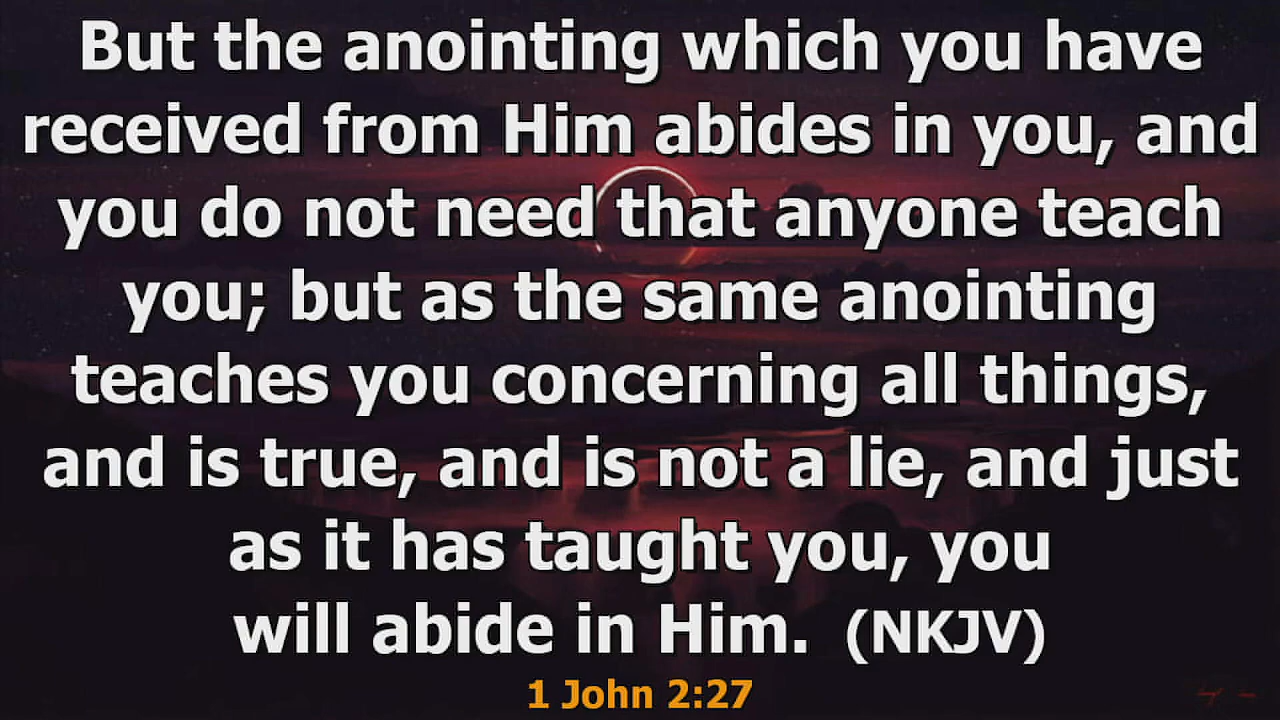 But the anointing which you have
received from Him abides in you, and
you do not need that anyone teach
you; but as the same anointing
teaches you concerning all things,
and is true, and is not a lie, and just
as it has taught you, you
will abide in Him. (NKJV)
1 John 2:27